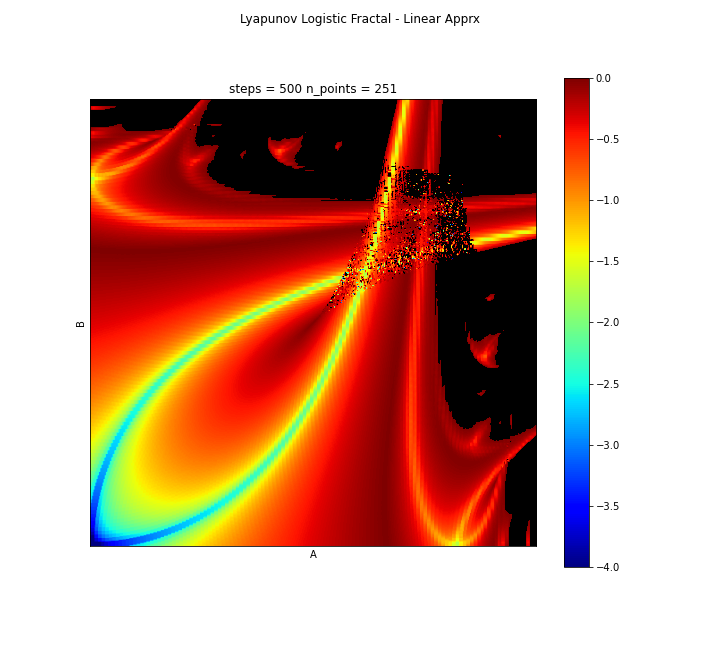 Lyapunov Logistic Fractal - Linear Apprx
steps = 500 n_points = 251
B
A
0.0
−0.5
−1.0
−1.5
−2.0
−2.5
−3.0
−3.5
−4.0